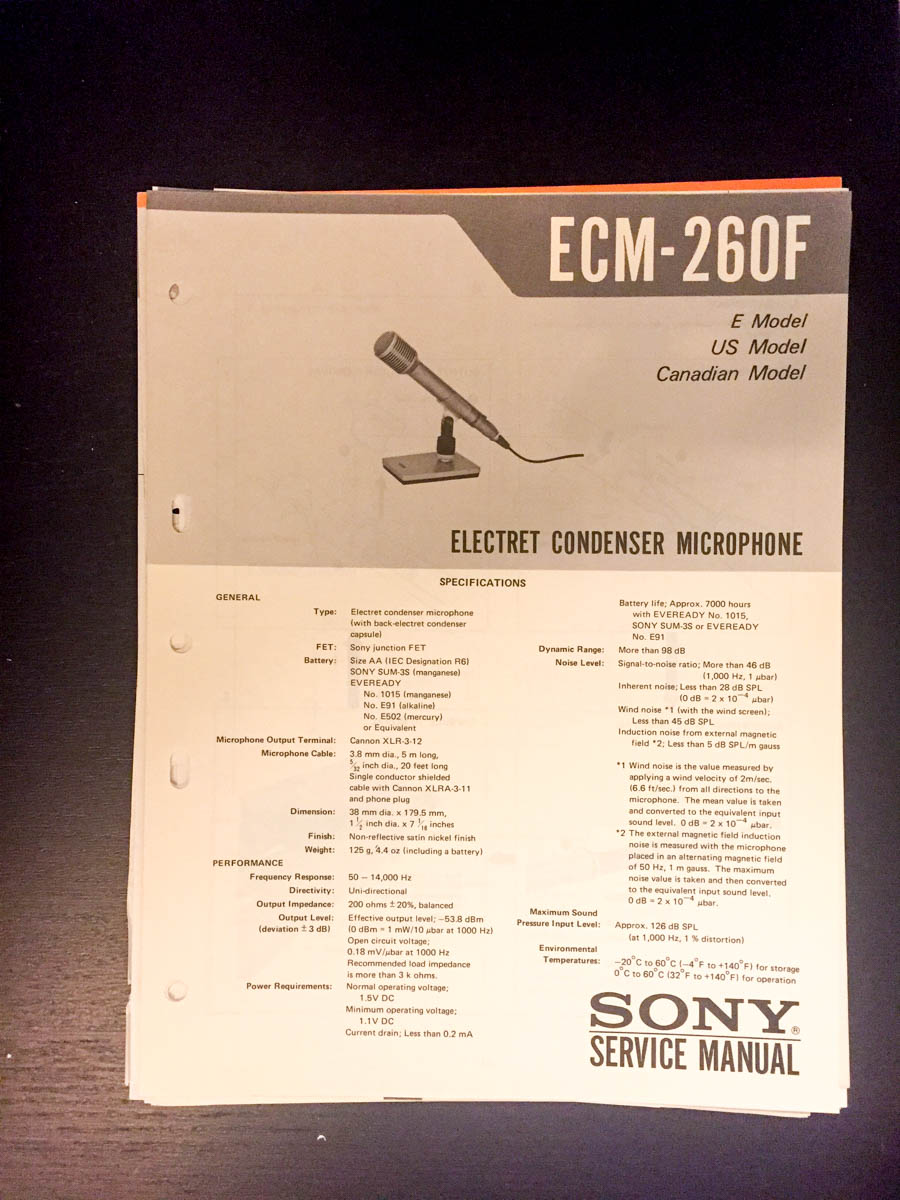 ECM-260F
E Model
US Model
Canadian Model
ELECTRET CONDENSER MICROPHONE
SPECIFICATIONS
GENERAL
Type: Electret condenser microphone
(with back-electret condenser
capsule)
FET: Sony junction FET
Battery: Size AA (IEC Designation R6)
SONY SUM-3S (manganese)
EVEREADY
No. 1015 (manganese)
No. E91 (alkaline)
No. E502 (mercury)
or Equivalent
Microphone Output Terminal: Cannon XLR-3-12
Microphone Cable: 3.8 mm dia., 5 m long,
5/32 inch dia., 20 feet long
Single conductor shielded
cable with Cannon XLRA-3-11
and phone plug
Dimension: 38 mm dia. x 179.5 mm,
1 1/2 inch dia. x 7 1/16 inches
Finish: Non-reflective satin nickel finish
Weight: 125 g, 4.4 oz (including a battery)
PERFORMANCE
Frequency Response: 50 – 14,000 Hz
Directivity: Uni-directional
Output Impedance: 200 ohms ± 20%, balanced
Output Level: Effective output level; –53.8 dBm
(deviation ± 3 dB) (0 dBm = 1 mW/10 μbar at 1000 Hz)
Open circuit voltage;
0.18 mV/μbar at 1000 Hz
Recommended load impedance
is more than 3 k ohms.
Power Requirements: Normal operating voltage;
1.5V DC
Minimum operating voltage;
1.1V DC
Current drain; Less than 0.2 mA
Battery life; Approx. 7000 hours
with EVEREADY No. 1015,
SONY SUM-3S or EVEREADY
No. E91
Dynamic Range: More than 98 dB
Noise Level: Signal-to-noise ratio; More than 46 dB
(1,000 Hz, 1 μbar)
Inherent noise; Less than 28 dB SPL
(0 dB = 2 x 10⁻⁴ μbar)
Wind noise *1 (with the wind screen);
Less than 45 dB SPL
Induction noise from external magnetic
field *2; Less than 5 dB SPL/m gauss
*1 Wind noise is the value measured by
applying a wind velocity of 2m/sec.
(6.6 ft/sec.) from all directions to the
microphone. The mean value is taken
and converted to the equivalent input
sound level. 0 dB = 2 x 10⁻⁴ μbar.
*2 The external magnetic field induction
noise is measured with the microphone
placed in an alternating magnetic field
of 50 Hz, 1 m gauss. The maximum
noise value is taken and then converted
to the equivalent input sound level.
0 dB = 2 x 10⁻⁴ μbar.
Maximum Sound
Pressure Input Level: Approx. 126 dB SPL
(at 1,000 Hz, 1 % distortion)
Environmental
Temperatures: –20°C to 60°C (–4°F to +140°F) for storage
0°C to 60°C (32°F to +140°F) for operation
SONY®
SERVICE MANUAL